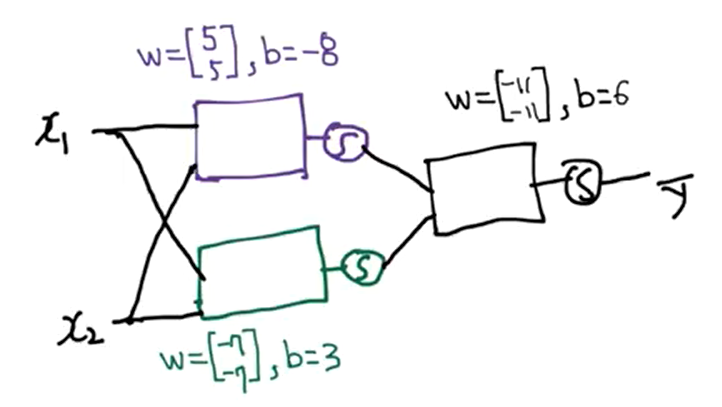 w=[5 5], b=-8
w=[-11 -11], b=6
x₁
S
S
ȳ
S
x₂
w=[-7 -7], b=3